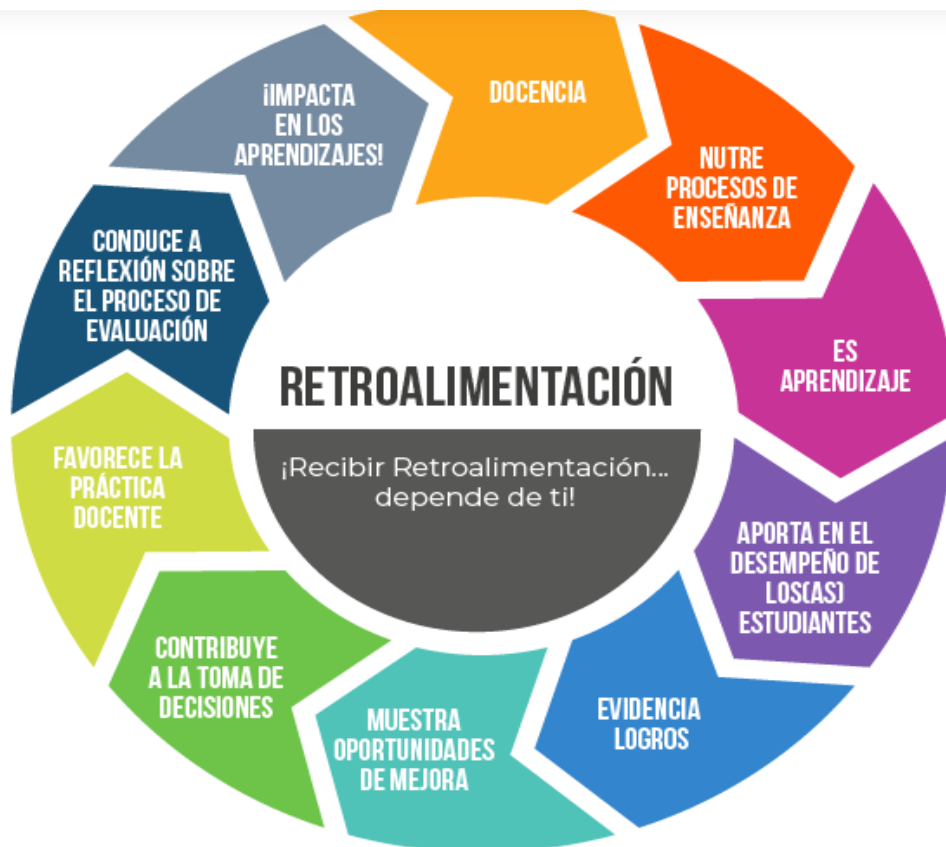 RETROALIMENTACIÓN
¡Recibir Retroalimentación...
depende de ti!
DOCENCIA
NUTRE
PROCESOS DE
ENSEÑANZA
ES
APRENDIZAJE
APORTA EN EL
DESEMPEÑO DE
LOS(AS)
ESTUDIANTES
EVIDENCIA
LOGROS
MUESTRA
OPORTUNIDADES
DE MEJORA
CONTRIBUYE
A LA TOMA DE
DECISIONES
FAVORECE LA
PRÁCTICA
DOCENTE
CONDUCE A
REFLEXIÓN SOBRE
EL PROCESO DE
EVALUACIÓN
¡IMPACTA
EN LOS
APRENDIZAJES!